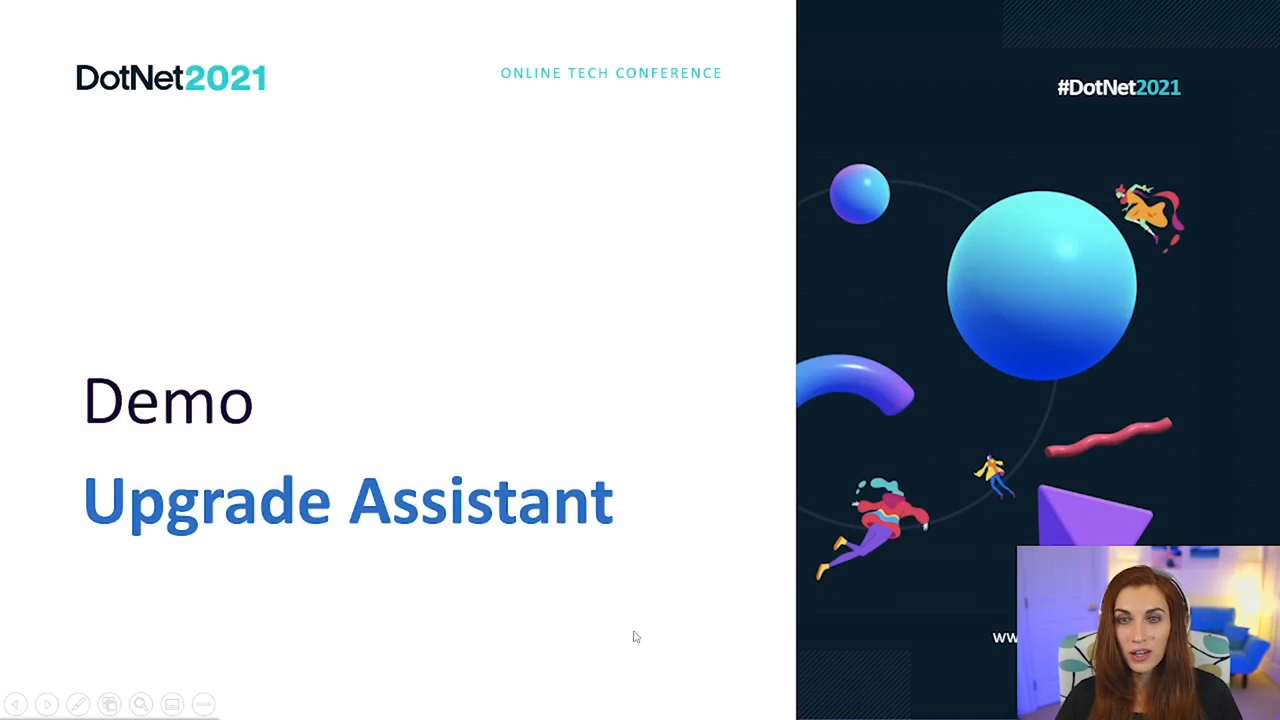 DotNet2021
ONLINE TECH CONFERENCE
#DotNet2021
Demo
Upgrade Assistant